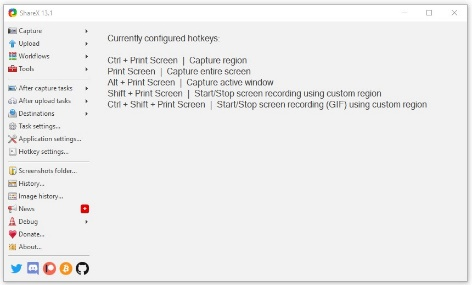 ShareX 13.1
Capture
Upload
Workflows
Tools
After capture tasks
After upload tasks
Destinations
Task settings...
Application settings...
Hotkey settings...
Screenshots folder...
History...
Image history...
News
+
Debug
Donate...
About...
Currently configured hotkeys:
Ctrl + Print Screen | Capture region
Print Screen | Capture entire screen
Alt + Print Screen | Capture active window
Shift + Print Screen | Start/Stop screen recording using custom region
Ctrl + Shift + Print Screen | Start/Stop screen recording (GIF) using custom region